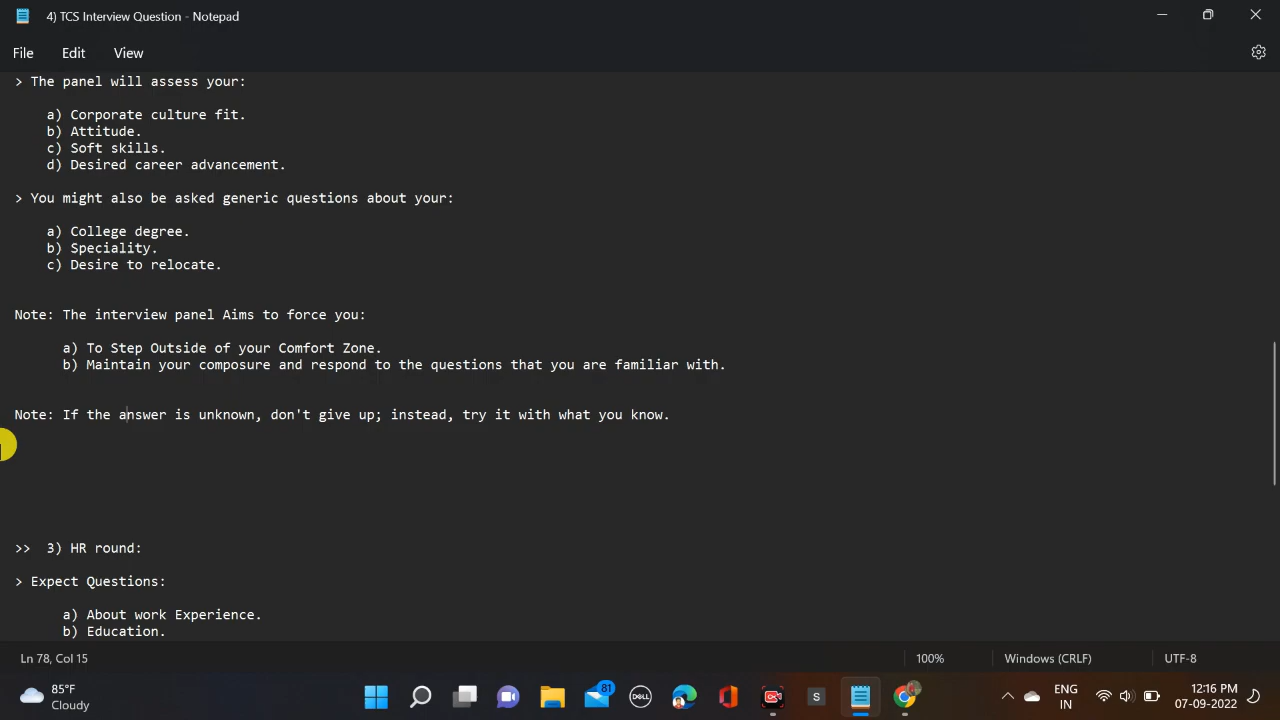 4) TCS Interview Question - Notepad
File Edit View
> The panel will assess your:
a) Corporate culture fit.
b) Attitude.
c) Soft skills.
d) Desired career advancement.
> You might also be asked generic questions about your:
a) College degree.
b) Speciality.
c) Desire to relocate.
Note: The interview panel Aims to force you:
a) To Step Outside of your Comfort Zone.
b) Maintain your composure and respond to the questions that you are familiar with.
Note: If the answer is unknown, don't give up; instead, try it with what you know.
>> 3) HR round:
> Expect Questions:
a) About work Experience.
b) Education.
Ln 78, Col 15 100% Windows (CRLF) UTF-8
85°F
Cloudy
81
DELL
S
ENG
IN
12:16 PM
07-09-2022